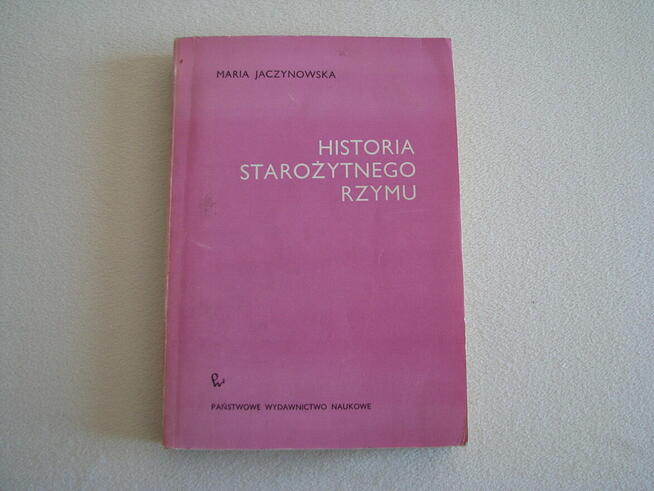 MARIA JACZYNOWSKA
HISTORIA
STAROŻYTNEGO
RZYMU
PAŃSTWOWE WYDAWNICTWO NAUKOWE